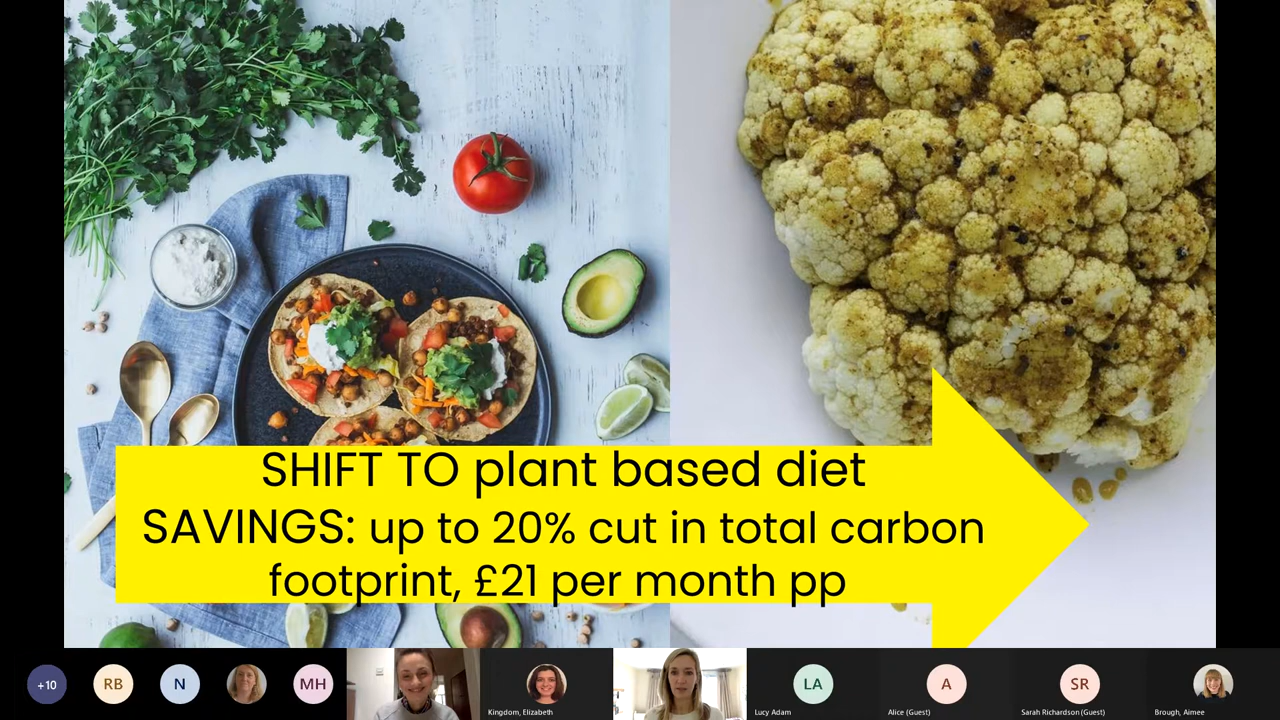 SHIFT TO plant based diet
SAVINGS: up to 20% cut in total carbon
footprint, £21 per month pp
+10
RB
N
MH
Kingdom, Elizabeth
LA
Lucy Adam
A
Alice (Guest)
SR
Sarah Richardson (Guest)
Brough, Aimee